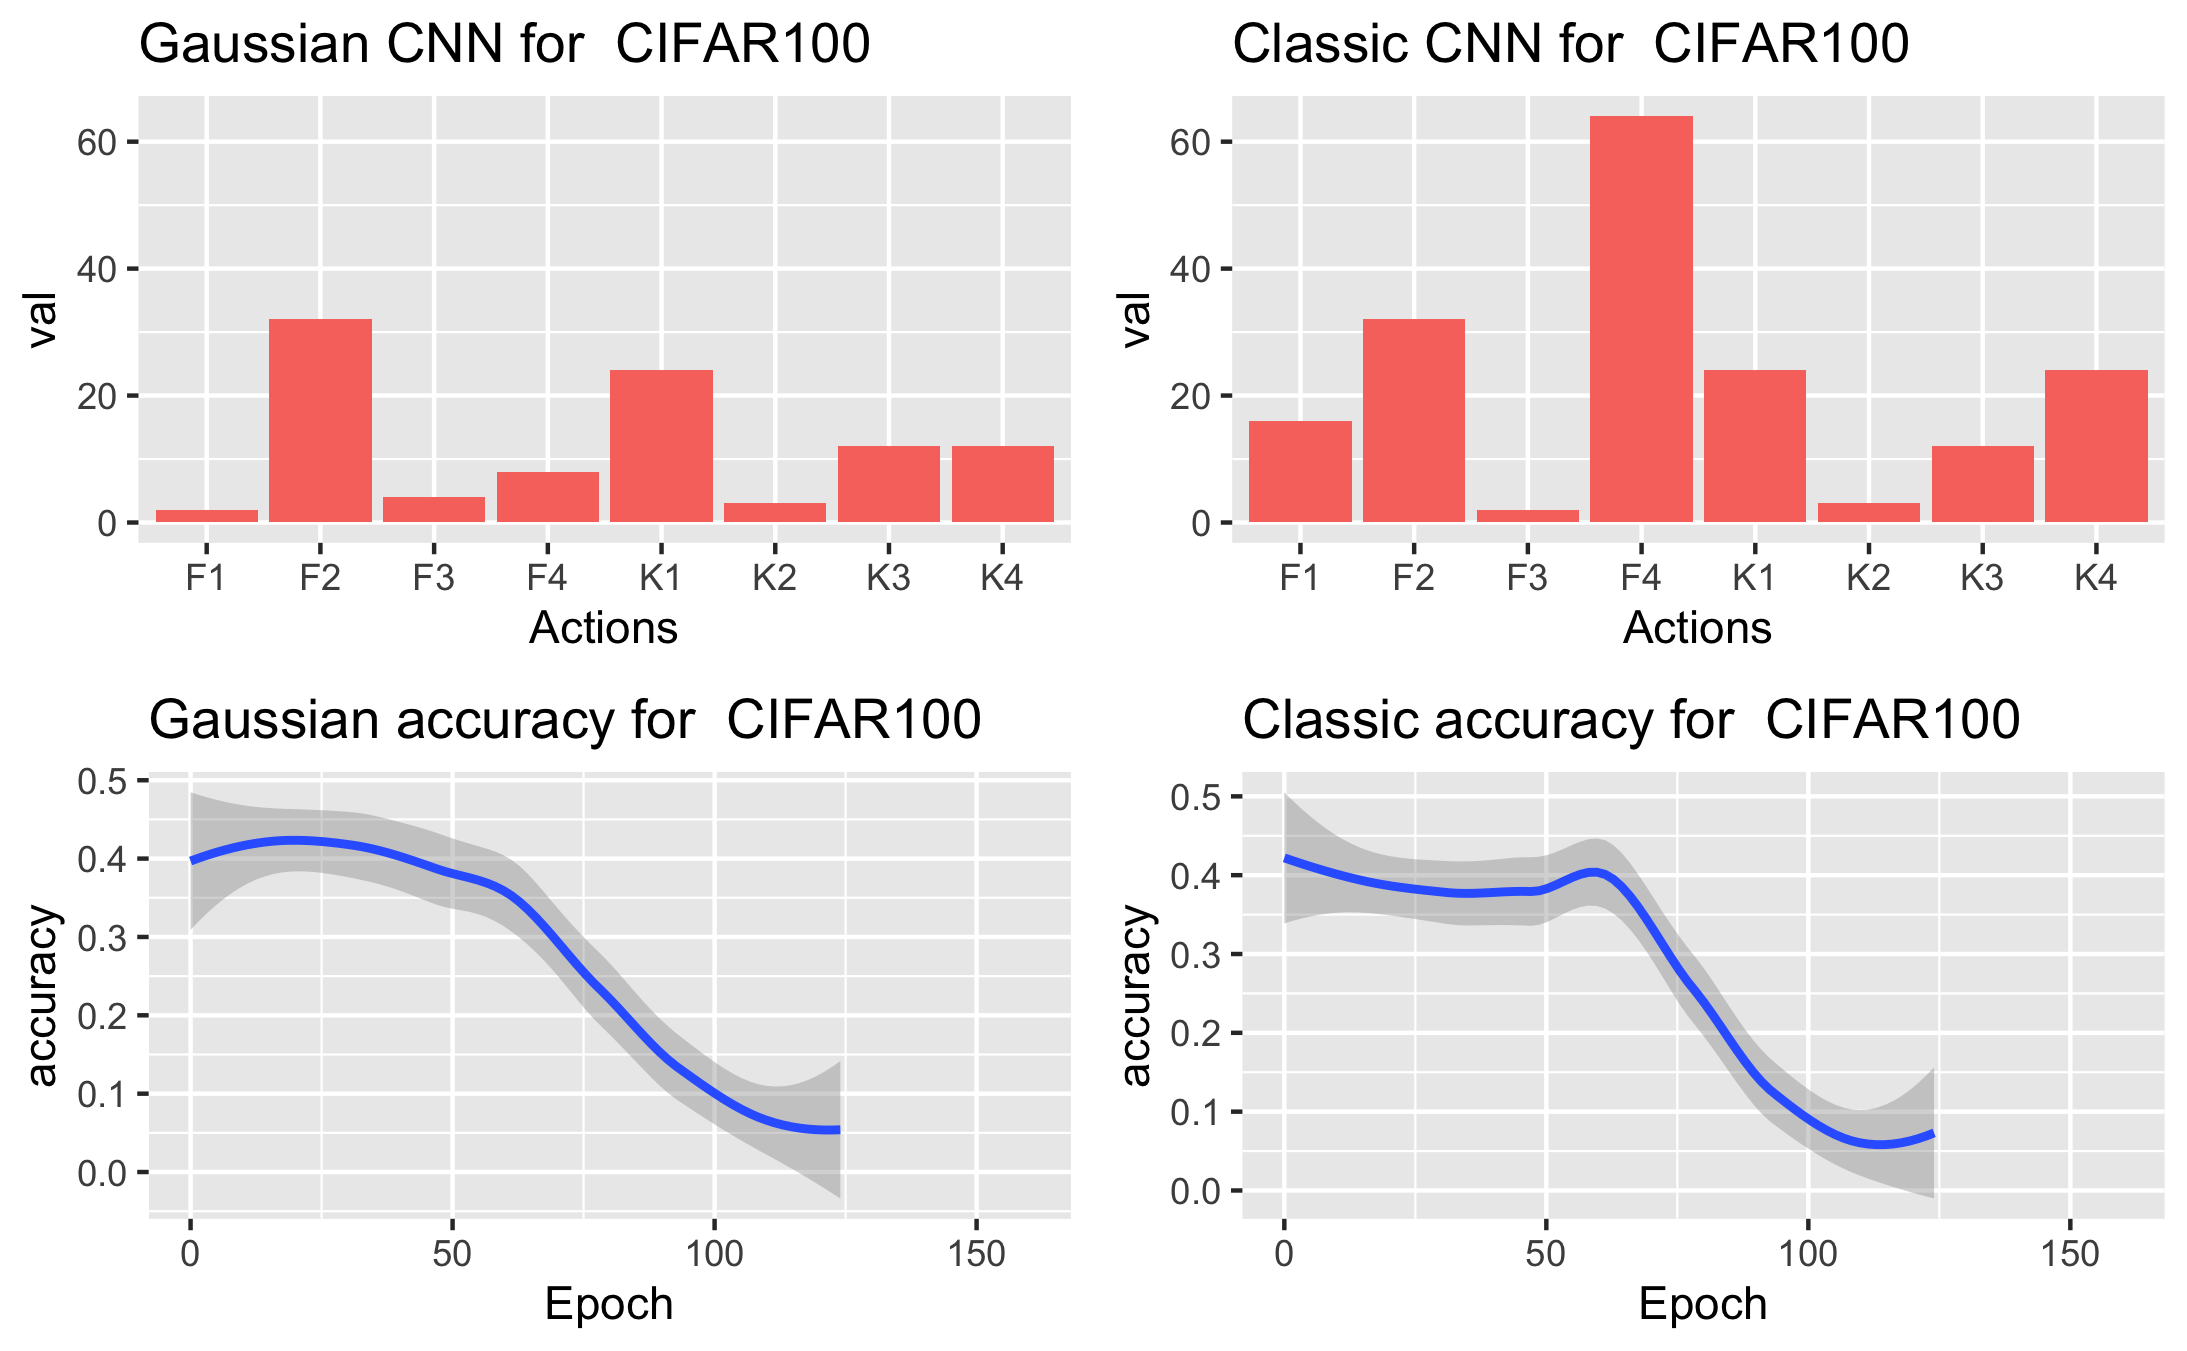 Gaussian CNN for  CIFAR100
val
60
40
20
0
F1 F2 F3 F4 K1 K2 K3 K4
Actions
Classic CNN for  CIFAR100
val
60
40
20
0
F1 F2 F3 F4 K1 K2 K3 K4
Actions
Gaussian accuracy for  CIFAR100
accuracy
0.5
0.4
0.3
0.2
0.1
0.0
0 50 100 150
Epoch
Classic accuracy for  CIFAR100
accuracy
0.5
0.4
0.3
0.2
0.1
0.0
0 50 100 150
Epoch